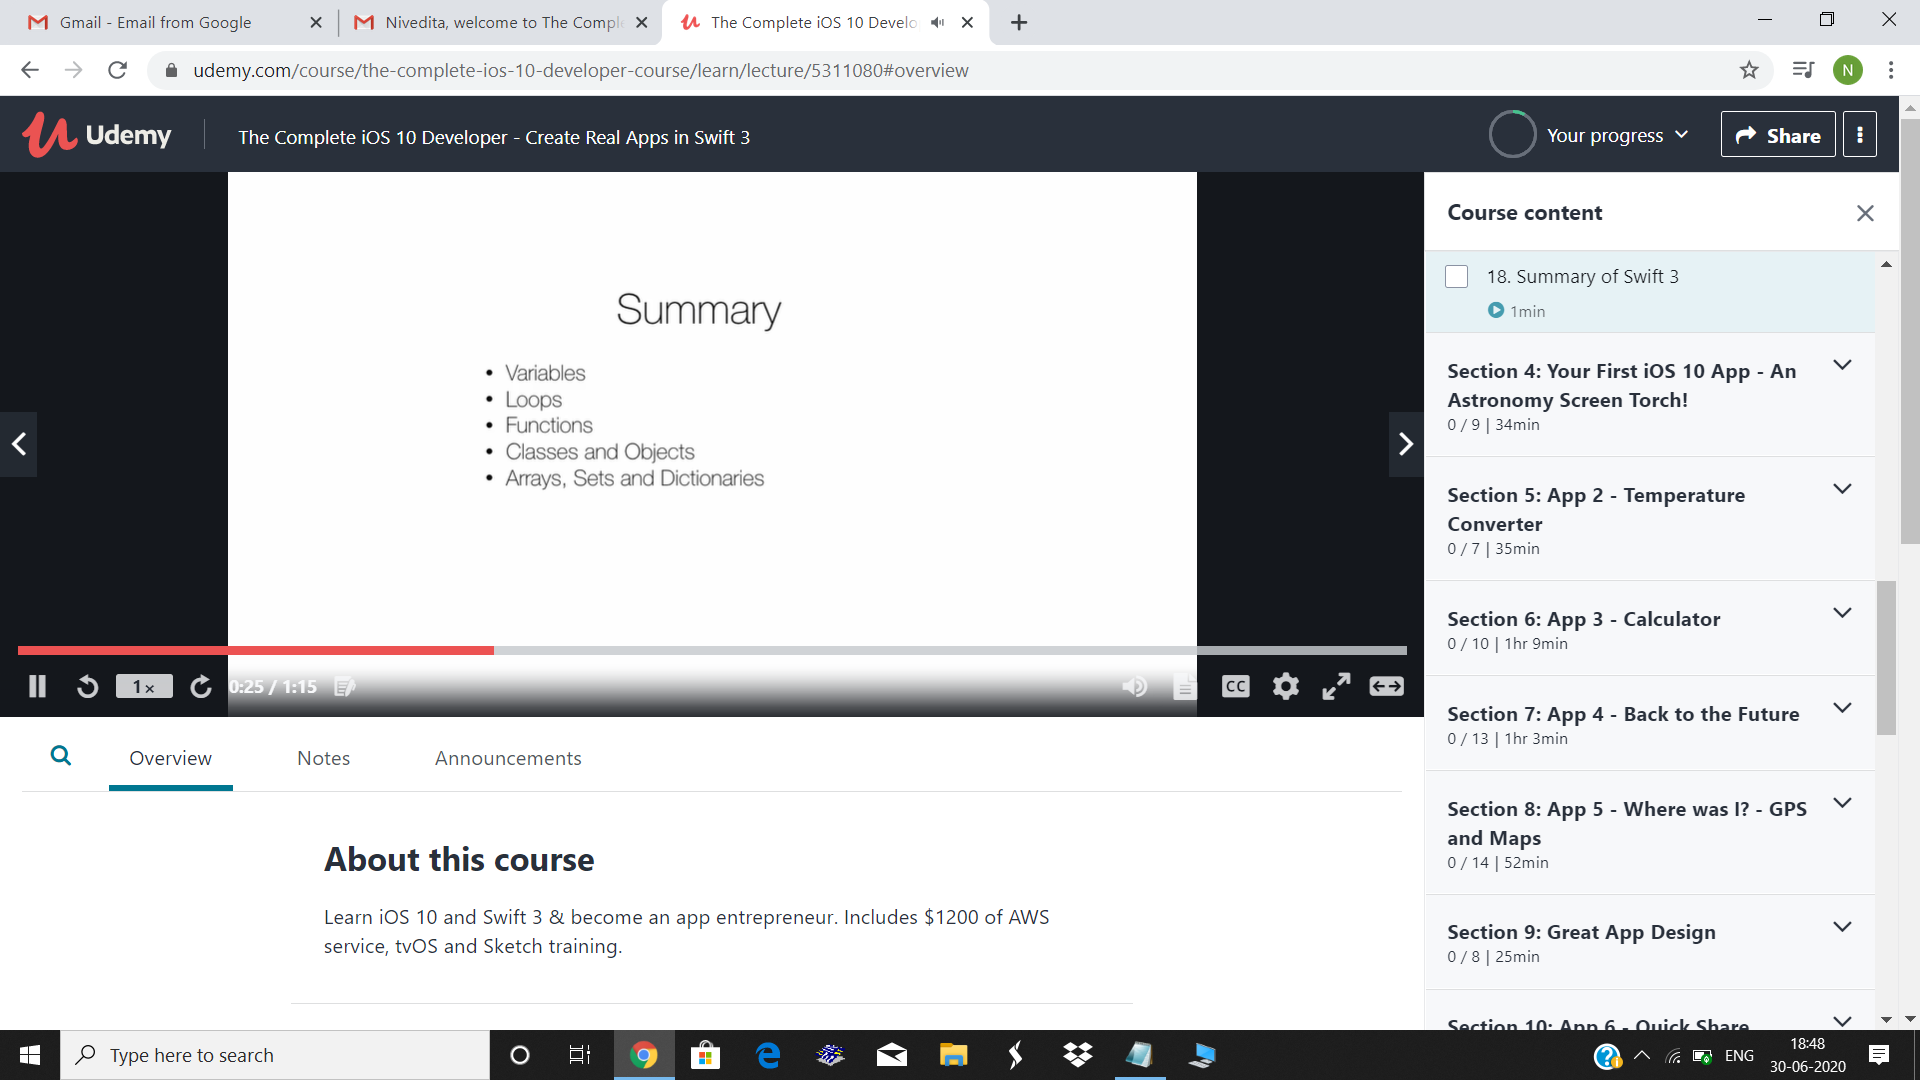 Gmail - Email from Google
Nivedita, welcome to The Comple
The Complete iOS 10 Develo
udemy.com/course/the-complete-ios-10-developer-course/learn/lecture/5311080#overview
N
Udemy
The Complete iOS 10 Developer - Create Real Apps in Swift 3
Your progress
Share
Summary
• Variables
• Loops
• Functions
• Classes and Objects
• Arrays, Sets and Dictionaries
1×
0:25 / 1:15
CC
Course content
18. Summary of Swift 3
1min
Section 4: Your First iOS 10 App - An
Astronomy Screen Torch!
0 / 9 | 34min
Section 5: App 2 - Temperature
Converter
0 / 7 | 35min
Section 6: App 3 - Calculator
0 / 10 | 1hr 9min
Section 7: App 4 - Back to the Future
0 / 13 | 1hr 3min
Section 8: App 5 - Where was I? - GPS
and Maps
0 / 14 | 52min
Section 9: Great App Design
0 / 8 | 25min
Section 10: App 6 - Quick Share
Overview
Notes
Announcements
About this course
Learn iOS 10 and Swift 3 & become an app entrepreneur. Includes $1200 of AWS
service, tvOS and Sketch training.
Type here to search
ENG
18:48
30-06-2020